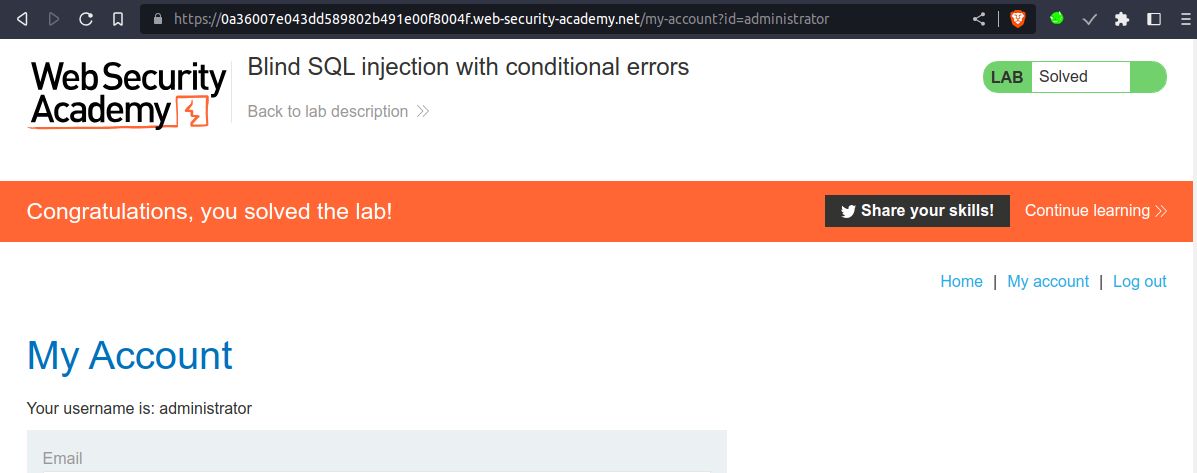 https://0a36007e043dd589802b491e00f8004f.web-security-academy.net/my-account?id=administrator
Web Security
Academy
Blind SQL injection with conditional errors
Back to lab description
LAB Solved
Congratulations, you solved the lab!
Share your skills! Continue learning
Home | My account | Log out
My Account
Your username is: administrator
Email